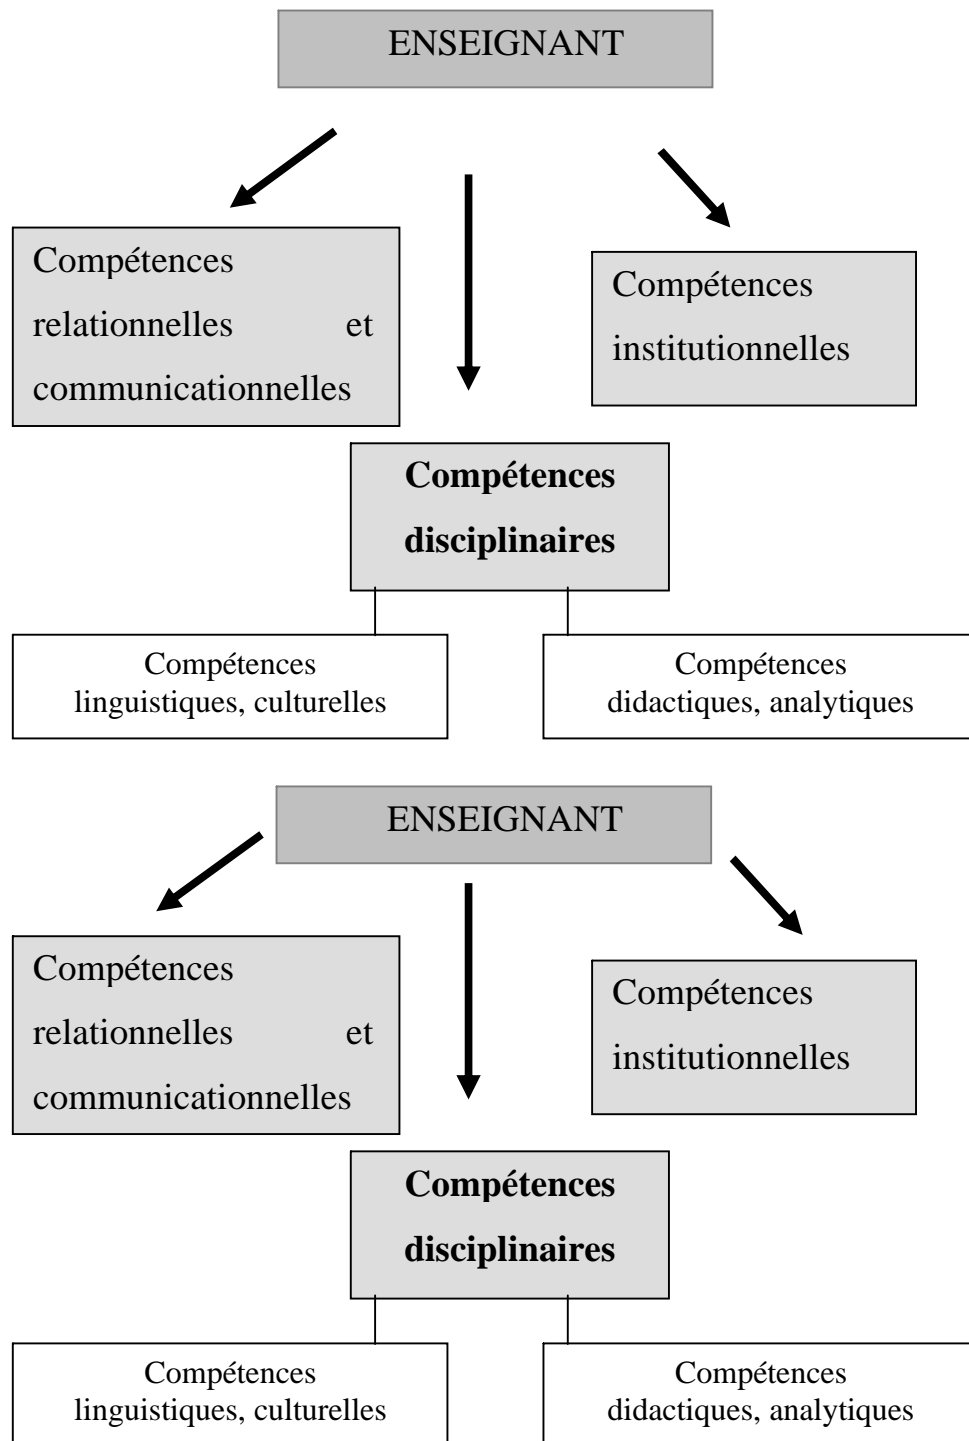 ENSEIGNANT
Compétences
relationnelles et
communicationnelles
Compétences
institutionnelles
Compétences
disciplinaires
Compétences
linguistiques, culturelles
Compétences
didactiques, analytiques
ENSEIGNANT
Compétences
relationnelles et
communicationnelles
Compétences
institutionnelles
Compétences
disciplinaires
Compétences
linguistiques, culturelles
Compétences
didactiques, analytiques